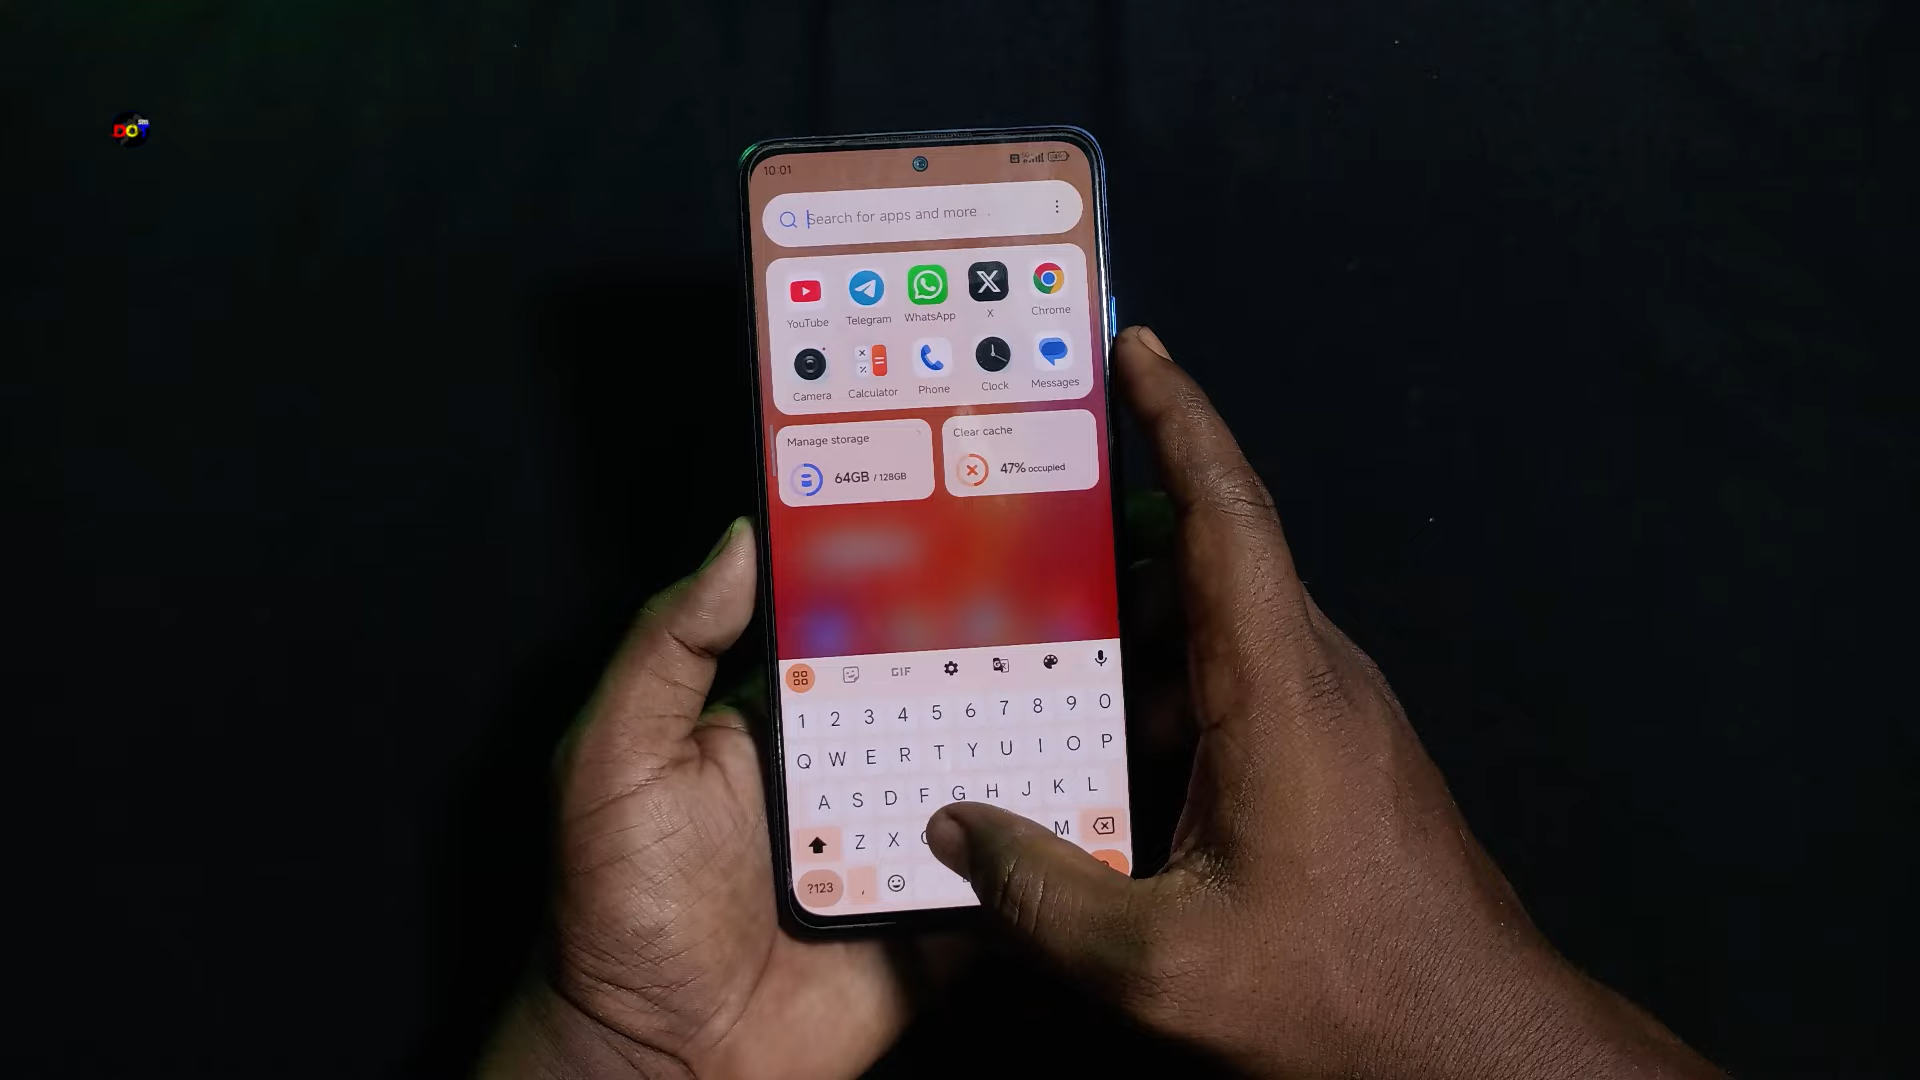 DOT
10:01
Search for apps and more
YouTube Telegram WhatsApp X Chrome
Camera Calculator Phone Clock Messages
Manage storage
64GB / 128GB
Clear cache
47% occupied
GIF
1 2 3 4 5 6 7 8 9 0
Q W E R T Y U I O P
A S D F G H J K L
Z X M
?123 ,